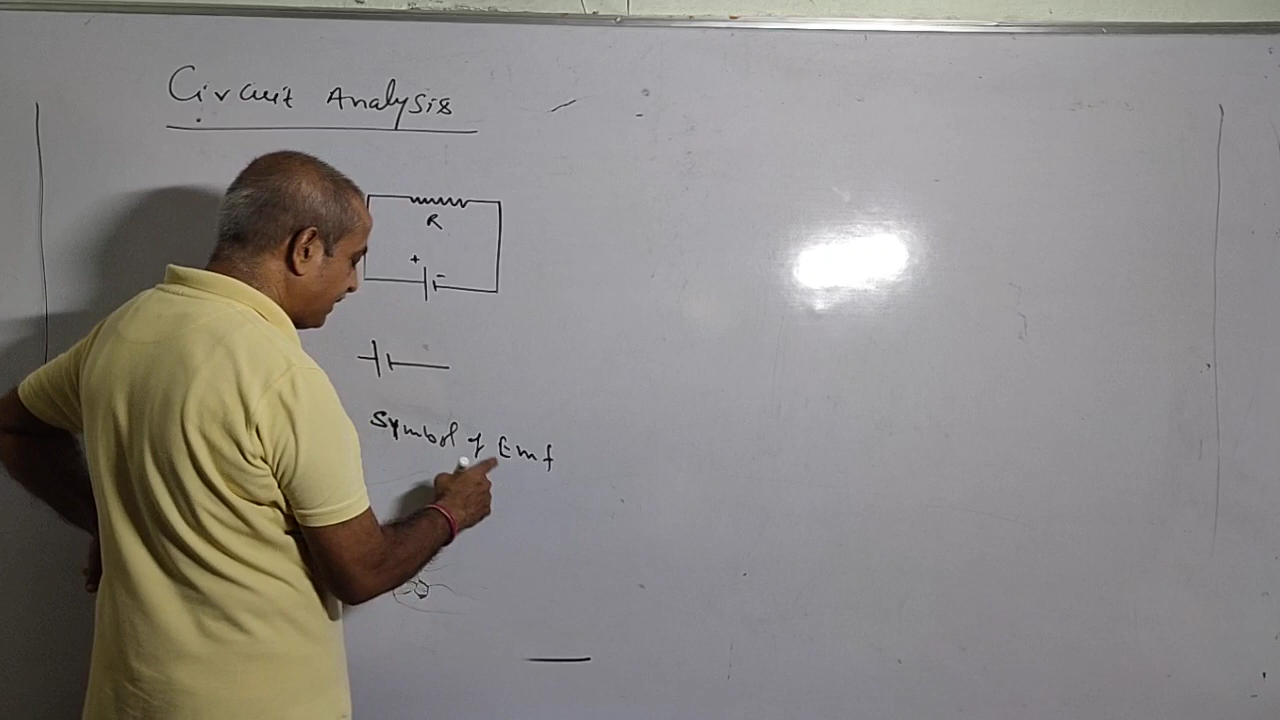 Circuit Analysis
R
+ -
Symbol of Emf